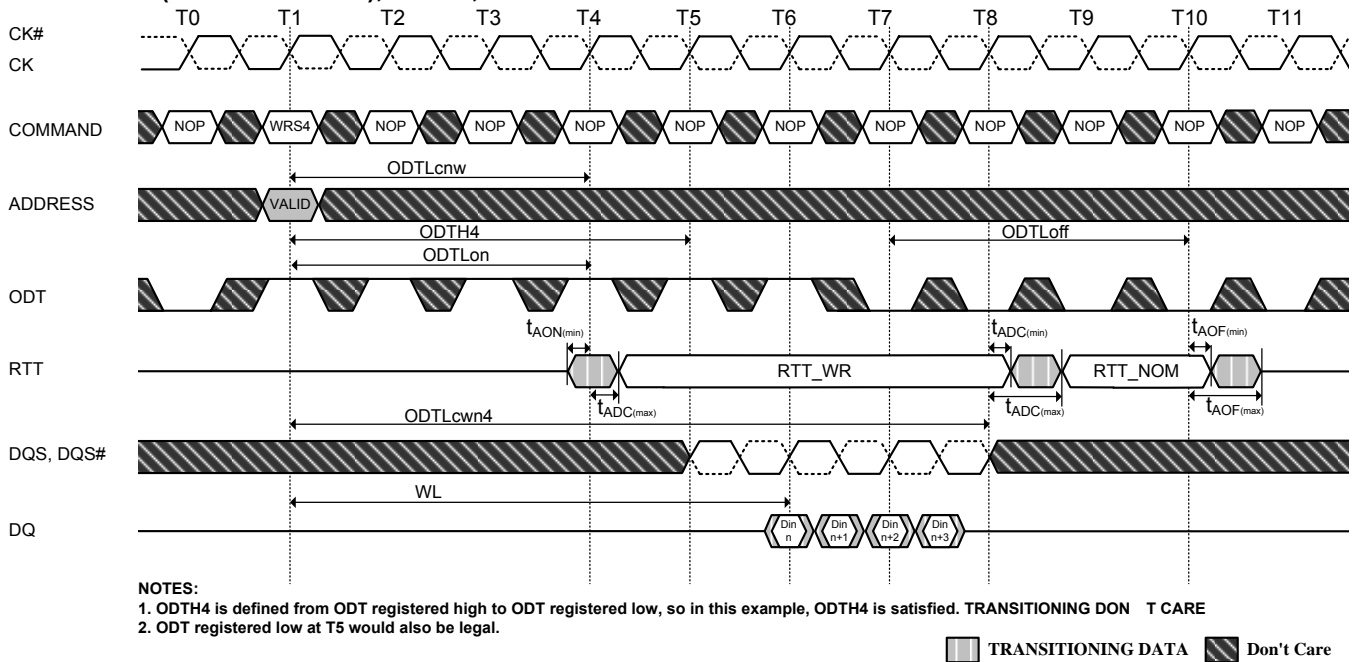 T0 T1 T2 T3 T4 T5 T6 T7 T8 T9 T10 T11
CK#
CK
COMMAND NOP WRS4 NOP NOP NOP NOP NOP NOP NOP NOP NOP NOP
ODTLcnw
ADDRESS VALID
ODTH4 ODTLoff
ODTLon
ODT
tAON(min) tADC(min) tAOF(min)
RTT RTT_WR RTT_NOM
tADC(max) tADC(max) tAOF(max)
ODTLcwn4
DQS, DQS#
WL
DQ Din n Din n+1 Din n+2 Din n+3
NOTES:
1. ODTH4 is defined from ODT registered high to ODT registered low, so in this example, ODTH4 is satisfied. TRANSITIONING DON T CARE
2. ODT registered low at T5 would also be legal.
TRANSITIONING DATA Don't Care